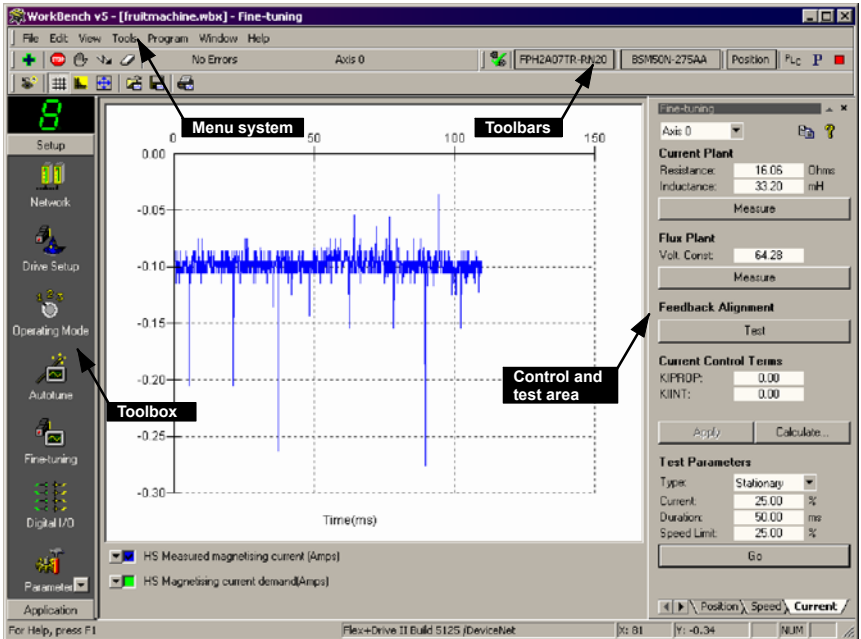 WorkBench v5 - [fruitmachine.wbx] - Fine-tuning
File Edit View Tools Program Window Help
No Errors Axis 0 FPH2A07TR-RN20 BSM50N-275AA Position PLC P
Menu system
Toolbars
Setup
Network
Drive Setup
Operating Mode
Autotune
Toolbox
Fine-tuning
Digital I/O
Parameter
Application
0 50 100 150
0.00
-0.05
-0.10
-0.15
-0.20
-0.25
-0.30
Time(ms)
HS Measured magnetising current (Amps)
HS Magnetising current demand(Amps)
Control and
test area
Fine-tuning
Axis 0
Current Plant
Resistance: 16.06 Ohms
Inductance: 33.20 mH
Measure
Flux Plant
Volt. Const: 64.28
Measure
Feedback Alignment
Test
Current Control Terms
KIPROP: 0.00
KIINT: 0.00
Apply Calculate...
Test Parameters
Type: Stationary
Current: 25.00 %
Duration: 50.00 ms
Speed Limit: 25.00 %
Go
Position Speed Current
For Help, press F1 Flex+Drive II Build 5125 /DeviceNet X: 81 Y: -0.34 NUM